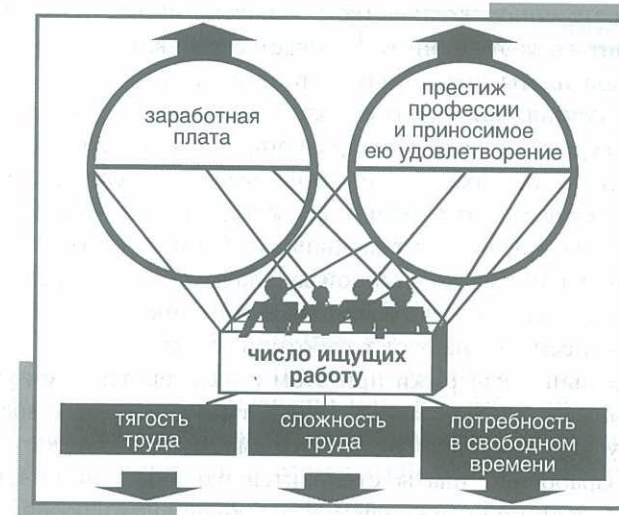 заработная
плата
престиж
профессии
и приносимое
ею удовлетворение
число ищущих
работу
тягость
труда
сложность
труда
потребность
в свободном
времени